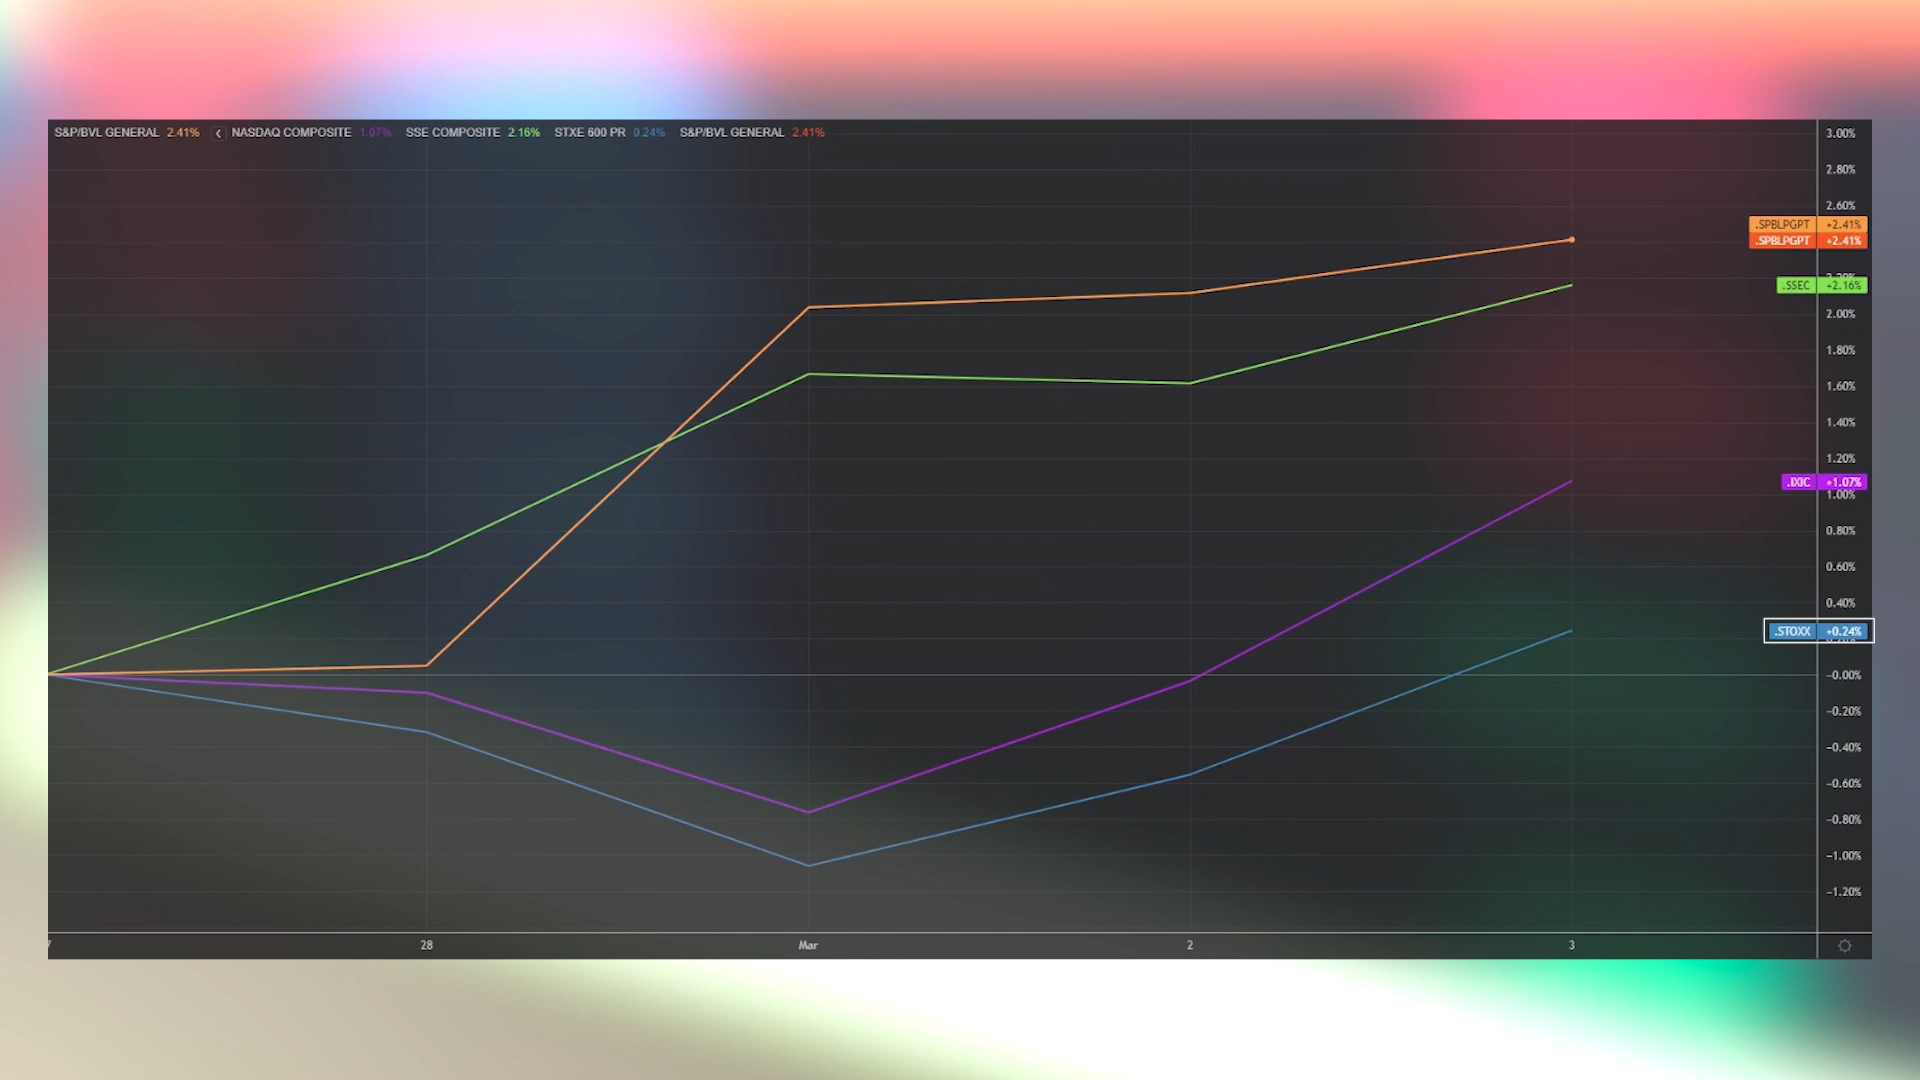 S&P/BVL GENERAL 2.41% NASDAQ COMPOSITE 1.07% SSE COMPOSITE 2.16% STXE 600 PR 0.24% S&P/BVL GENERAL 2.41%
3.00%
2.80%
2.60%
.SPBLPGPT +2.41%
.SPBLPGPT +2.41%
.SSEC +2.16%
2.00%
1.80%
1.60%
1.40%
1.20%
.IXIC +1.07%
1.00%
0.80%
0.60%
0.40%
.STOXX +0.24%
-0.00%
-0.20%
-0.40%
-0.60%
-0.80%
-1.00%
-1.20%
28 Mar 2 3